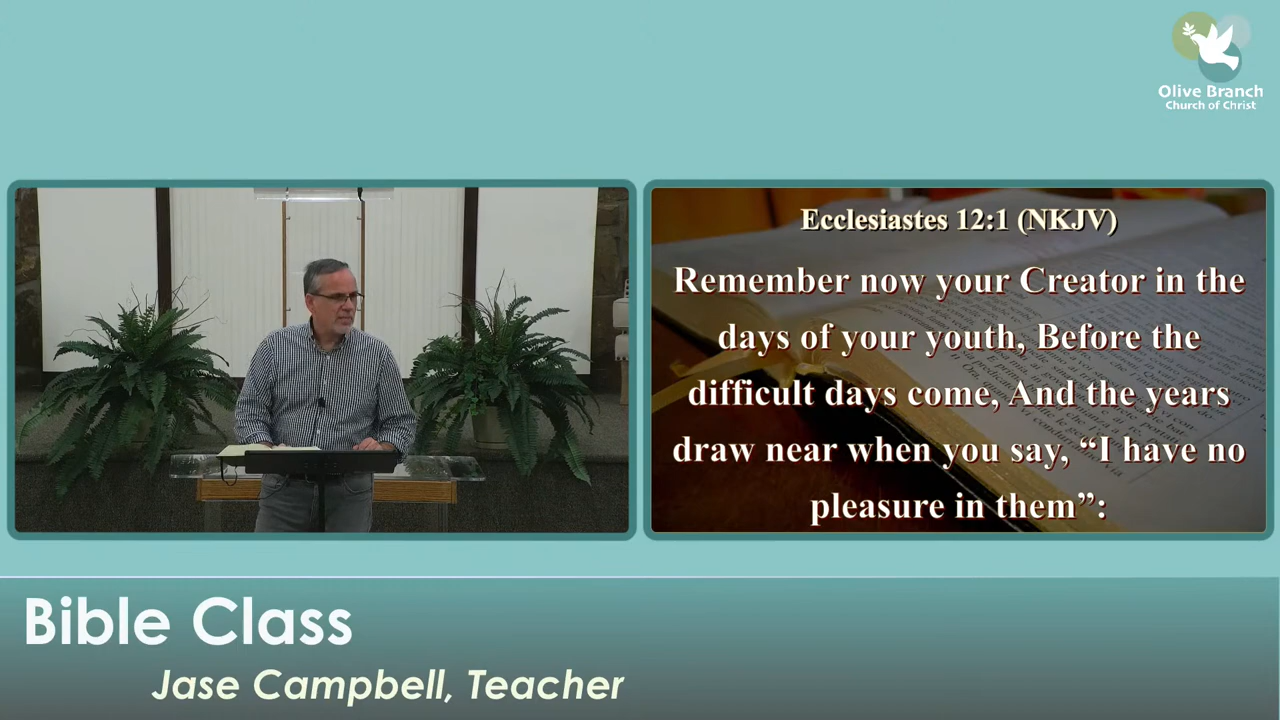 Olive Branch
Church of Christ
Ecclesiastes 12:1 (NKJV)
Remember now your Creator in the
days of your youth, Before the
difficult days come, And the years
draw near when you say, “I have no
pleasure in them”:
Bible Class
Jase Campbell, Teacher